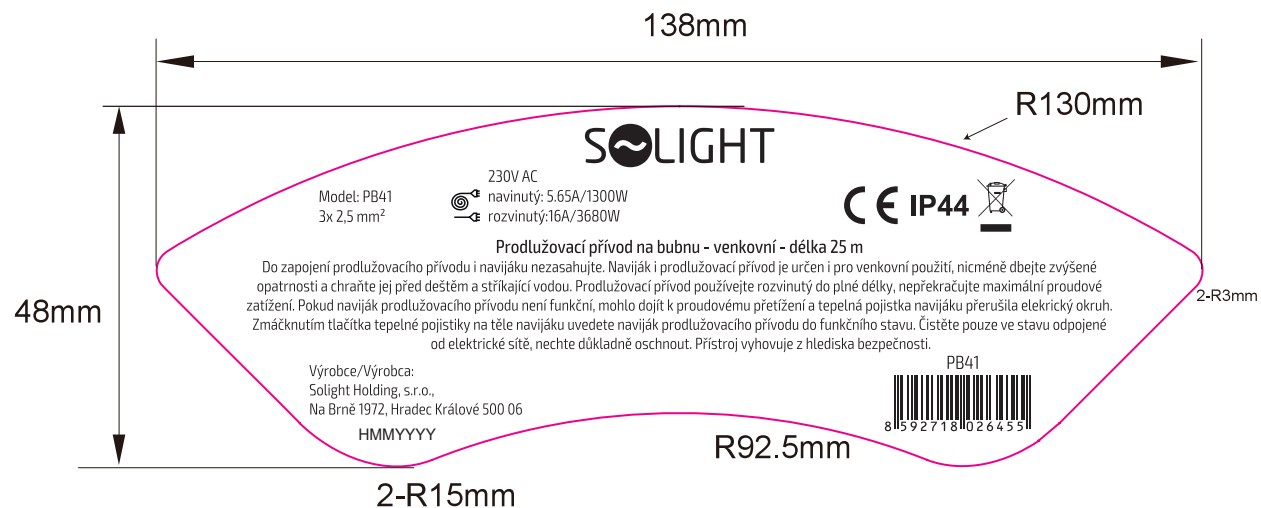 138mm
R130mm
SOLIGHT
230V AC
Model: PB41
navinutý: 5.65A/1300W
3x 2,5 mm²
rozvinutý:16A/3680W
CE IP44
Prodlužovací přívod na bubnu - venkovní - délka 25 m
Do zapojení prodlužovacího přívodu i navijáku nezasahujte. Naviják i prodlužovací přívod je určen i pro venkovní použití, nicméně dbejte zvýšené
opatrnosti a chraňte jej před deštěm a stříkající vodou. Prodlužovací přívod používejte rozvinutý do plné délky, nepřekračujte maximální proudové
zatížení. Pokud naviják prodlužovacího přívodu není funkční, mohlo dojít k proudovému přetížení a tepelná pojistka navijáku přerušila elekrický okruh.
Zmáčknutím tlačítka tepelné pojistiky na těle navijáku uvedete naviják prodlužovacího přívodu do funkčního stavu. Čistěte pouze ve stavu odpojené
od elektrické sítě, nechte důkladně oschnout. Přístroj vyhovuje z hlediska bezpečnosti.
48mm
2-R3mm
Výrobce/Výrobca:
Solight Holding, s.r.o.,
Na Brně 1972, Hradec Králové 500 06
HMMYYYY
PB41
8 592718 026455
R92.5mm
2-R15mm